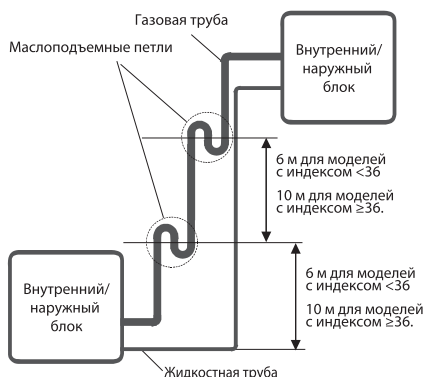 Газовая труба
Маслоподъемные петли
Внутренний/
наружный
блок
6 м для моделей
с индексом <36
10 м для моделей
с индексом ≥36.
6 м для моделей
с индексом <36
10 м для моделей
с индексом ≥36.
Внутренний/
наружный
блок
Жидкостная труба